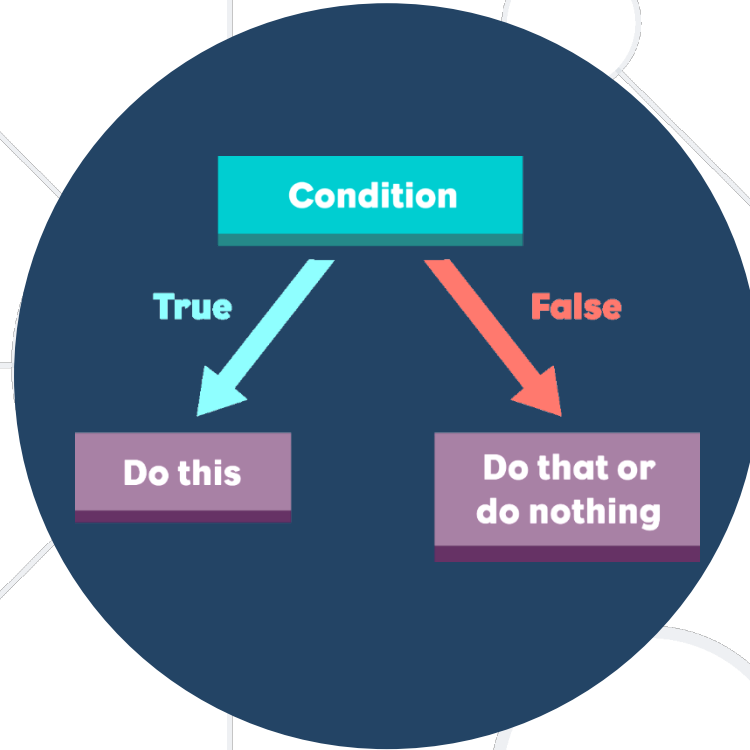 Condition
True
False
Do this
Do that or
do nothing